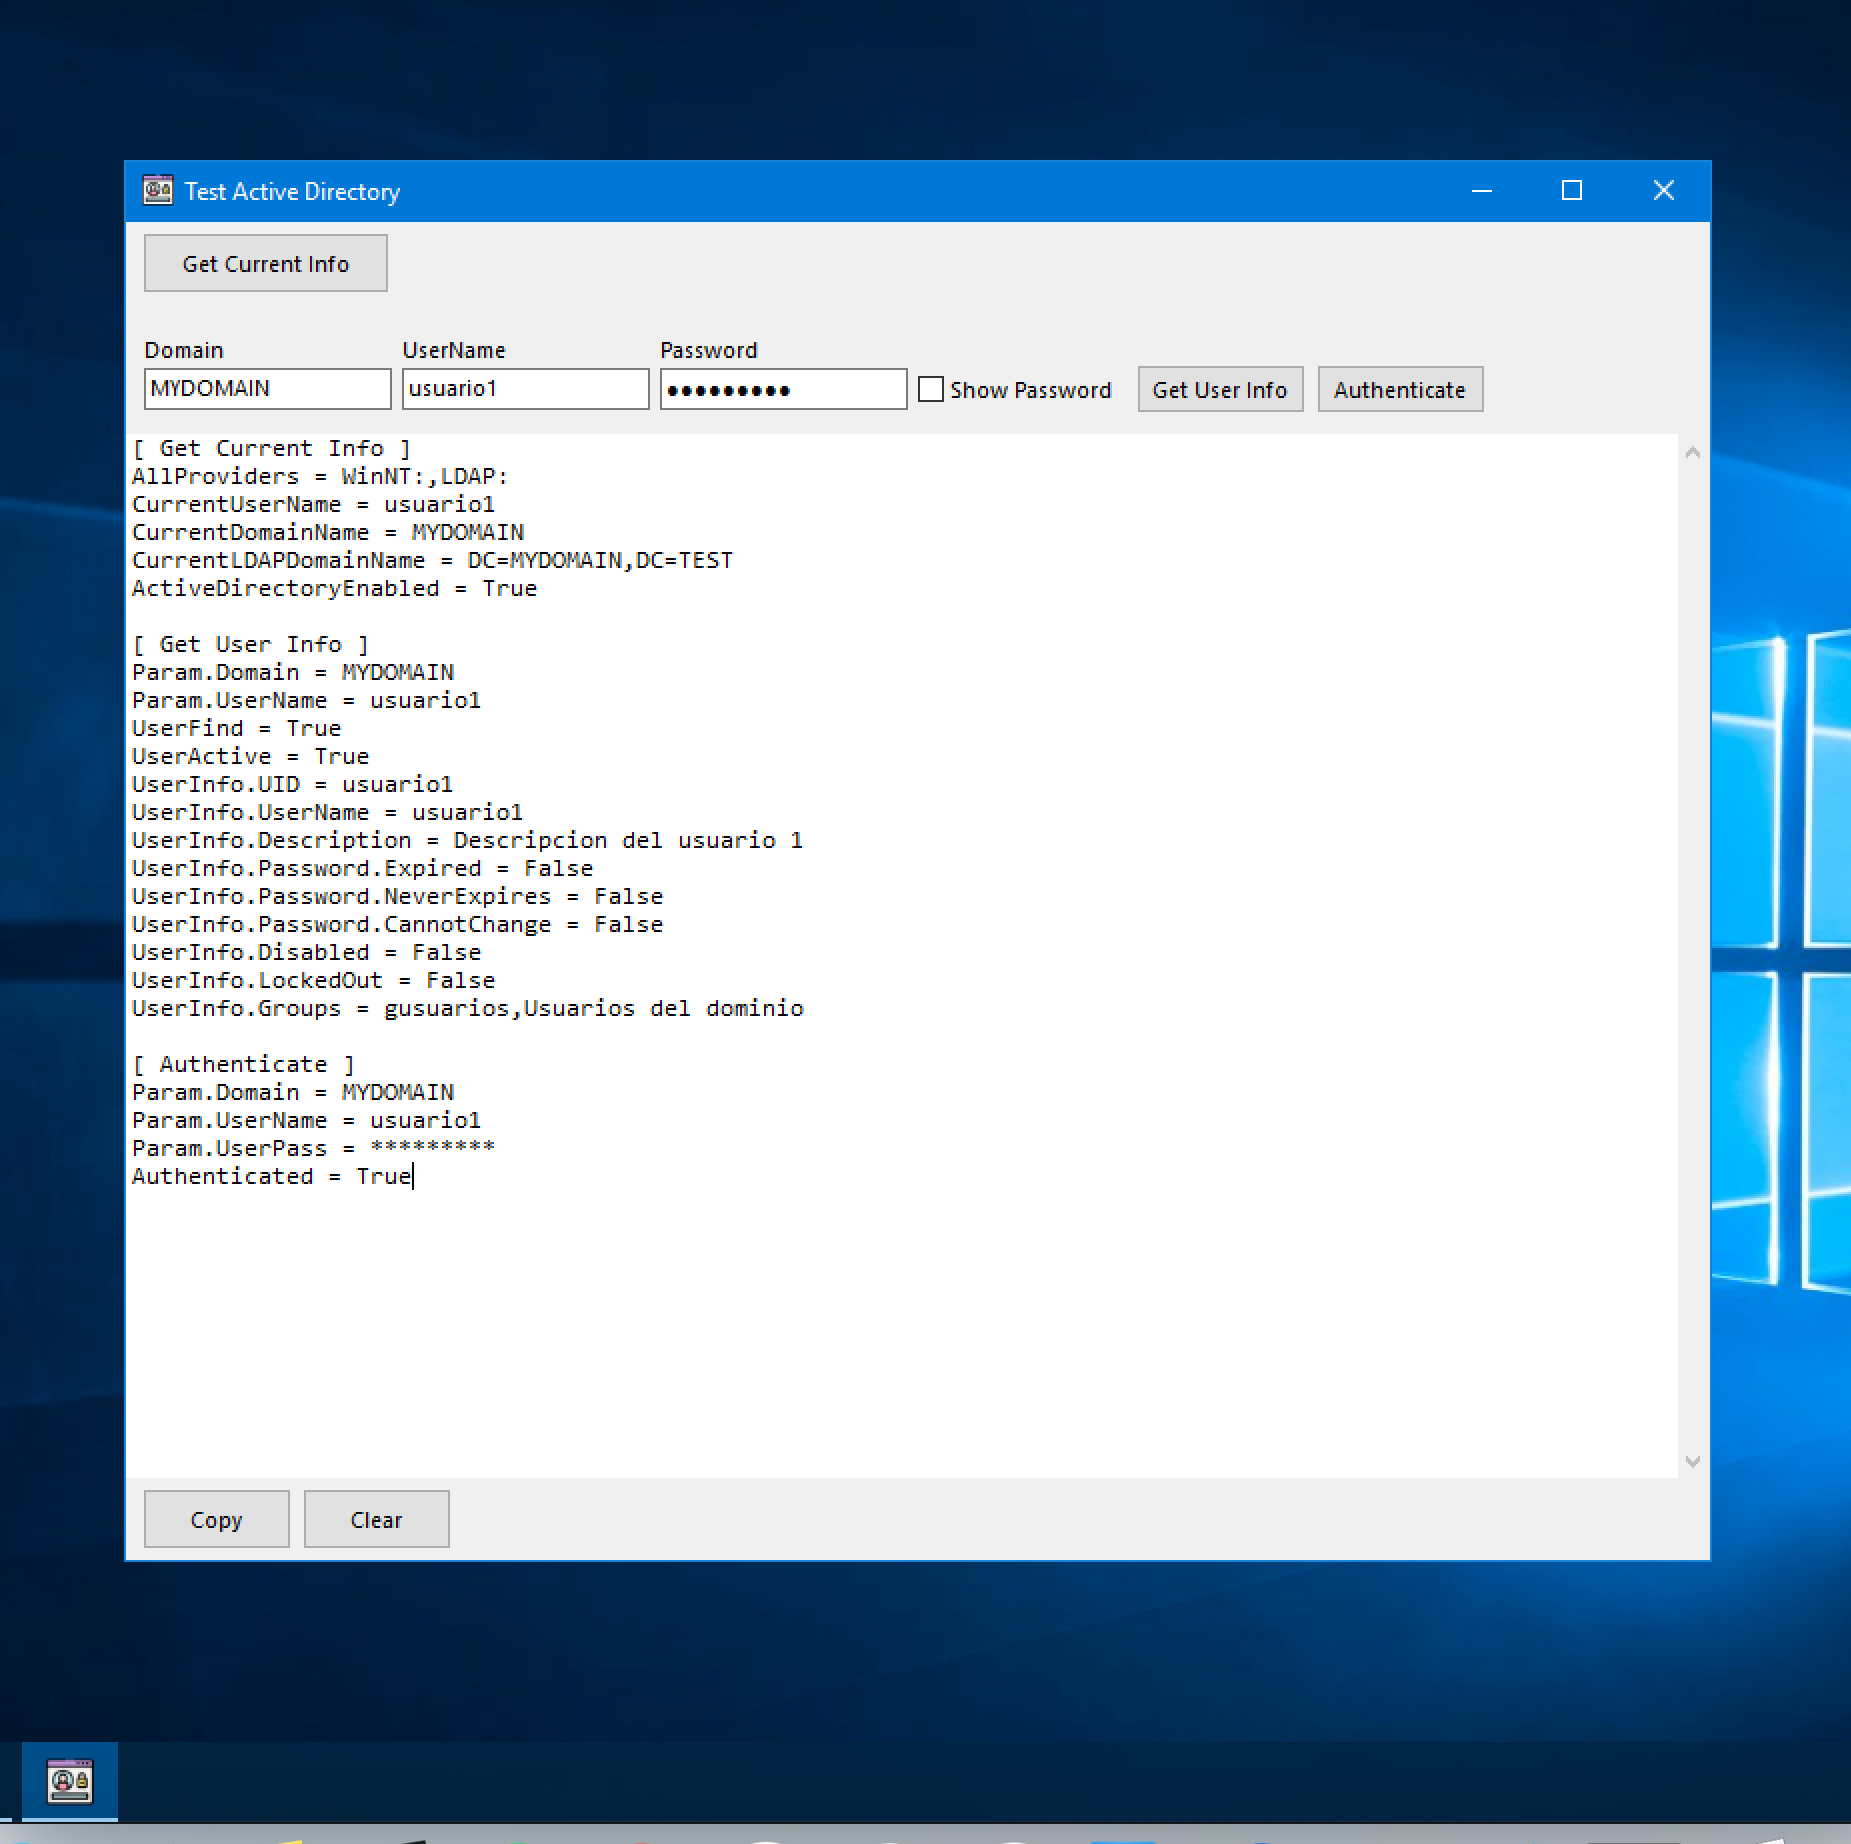 Test Active Directory
Get Current Info
Domain UserName Password
MYDOMAIN usuario1 ●●●●●●●●● Show Password Get User Info Authenticate
[ Get Current Info ]
AllProviders = WinNT:,LDAP:
CurrentUserName = usuario1
CurrentDomainName = MYDOMAIN
CurrentLDAPDomainName = DC=MYDOMAIN,DC=TEST
ActiveDirectoryEnabled = True
[ Get User Info ]
Param.Domain = MYDOMAIN
Param.UserName = usuario1
UserFind = True
UserActive = True
UserInfo.UID = usuario1
UserInfo.UserName = usuario1
UserInfo.Description = Descripcion del usuario 1
UserInfo.Password.Expired = False
UserInfo.Password.NeverExpires = False
UserInfo.Password.CannotChange = False
UserInfo.Disabled = False
UserInfo.LockedOut = False
UserInfo.Groups = gusuarios,Usuarios del dominio
[ Authenticate ]
Param.Domain = MYDOMAIN
Param.UserName = usuario1
Param.UserPass = *********
Authenticated = True
Copy Clear